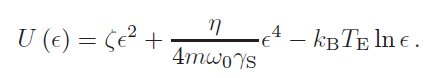 U (ϵ) = ζϵ² + η/(4mω₀γ_S) ϵ⁴ − k_B T_E ln ϵ .